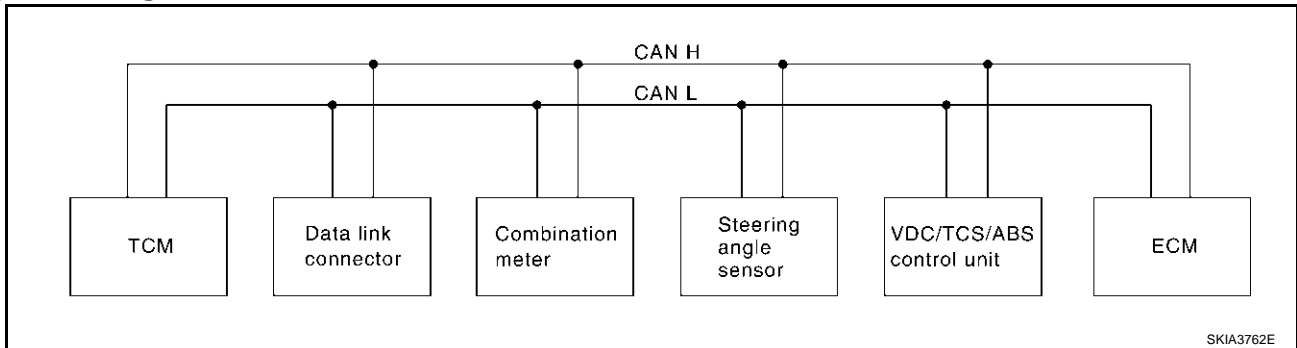 CAN H
CAN L
TCM
Data link
connector
Combination
meter
Steering
angle
sensor
VDC/TCS/ABS
control unit
ECM
SKIA3762E